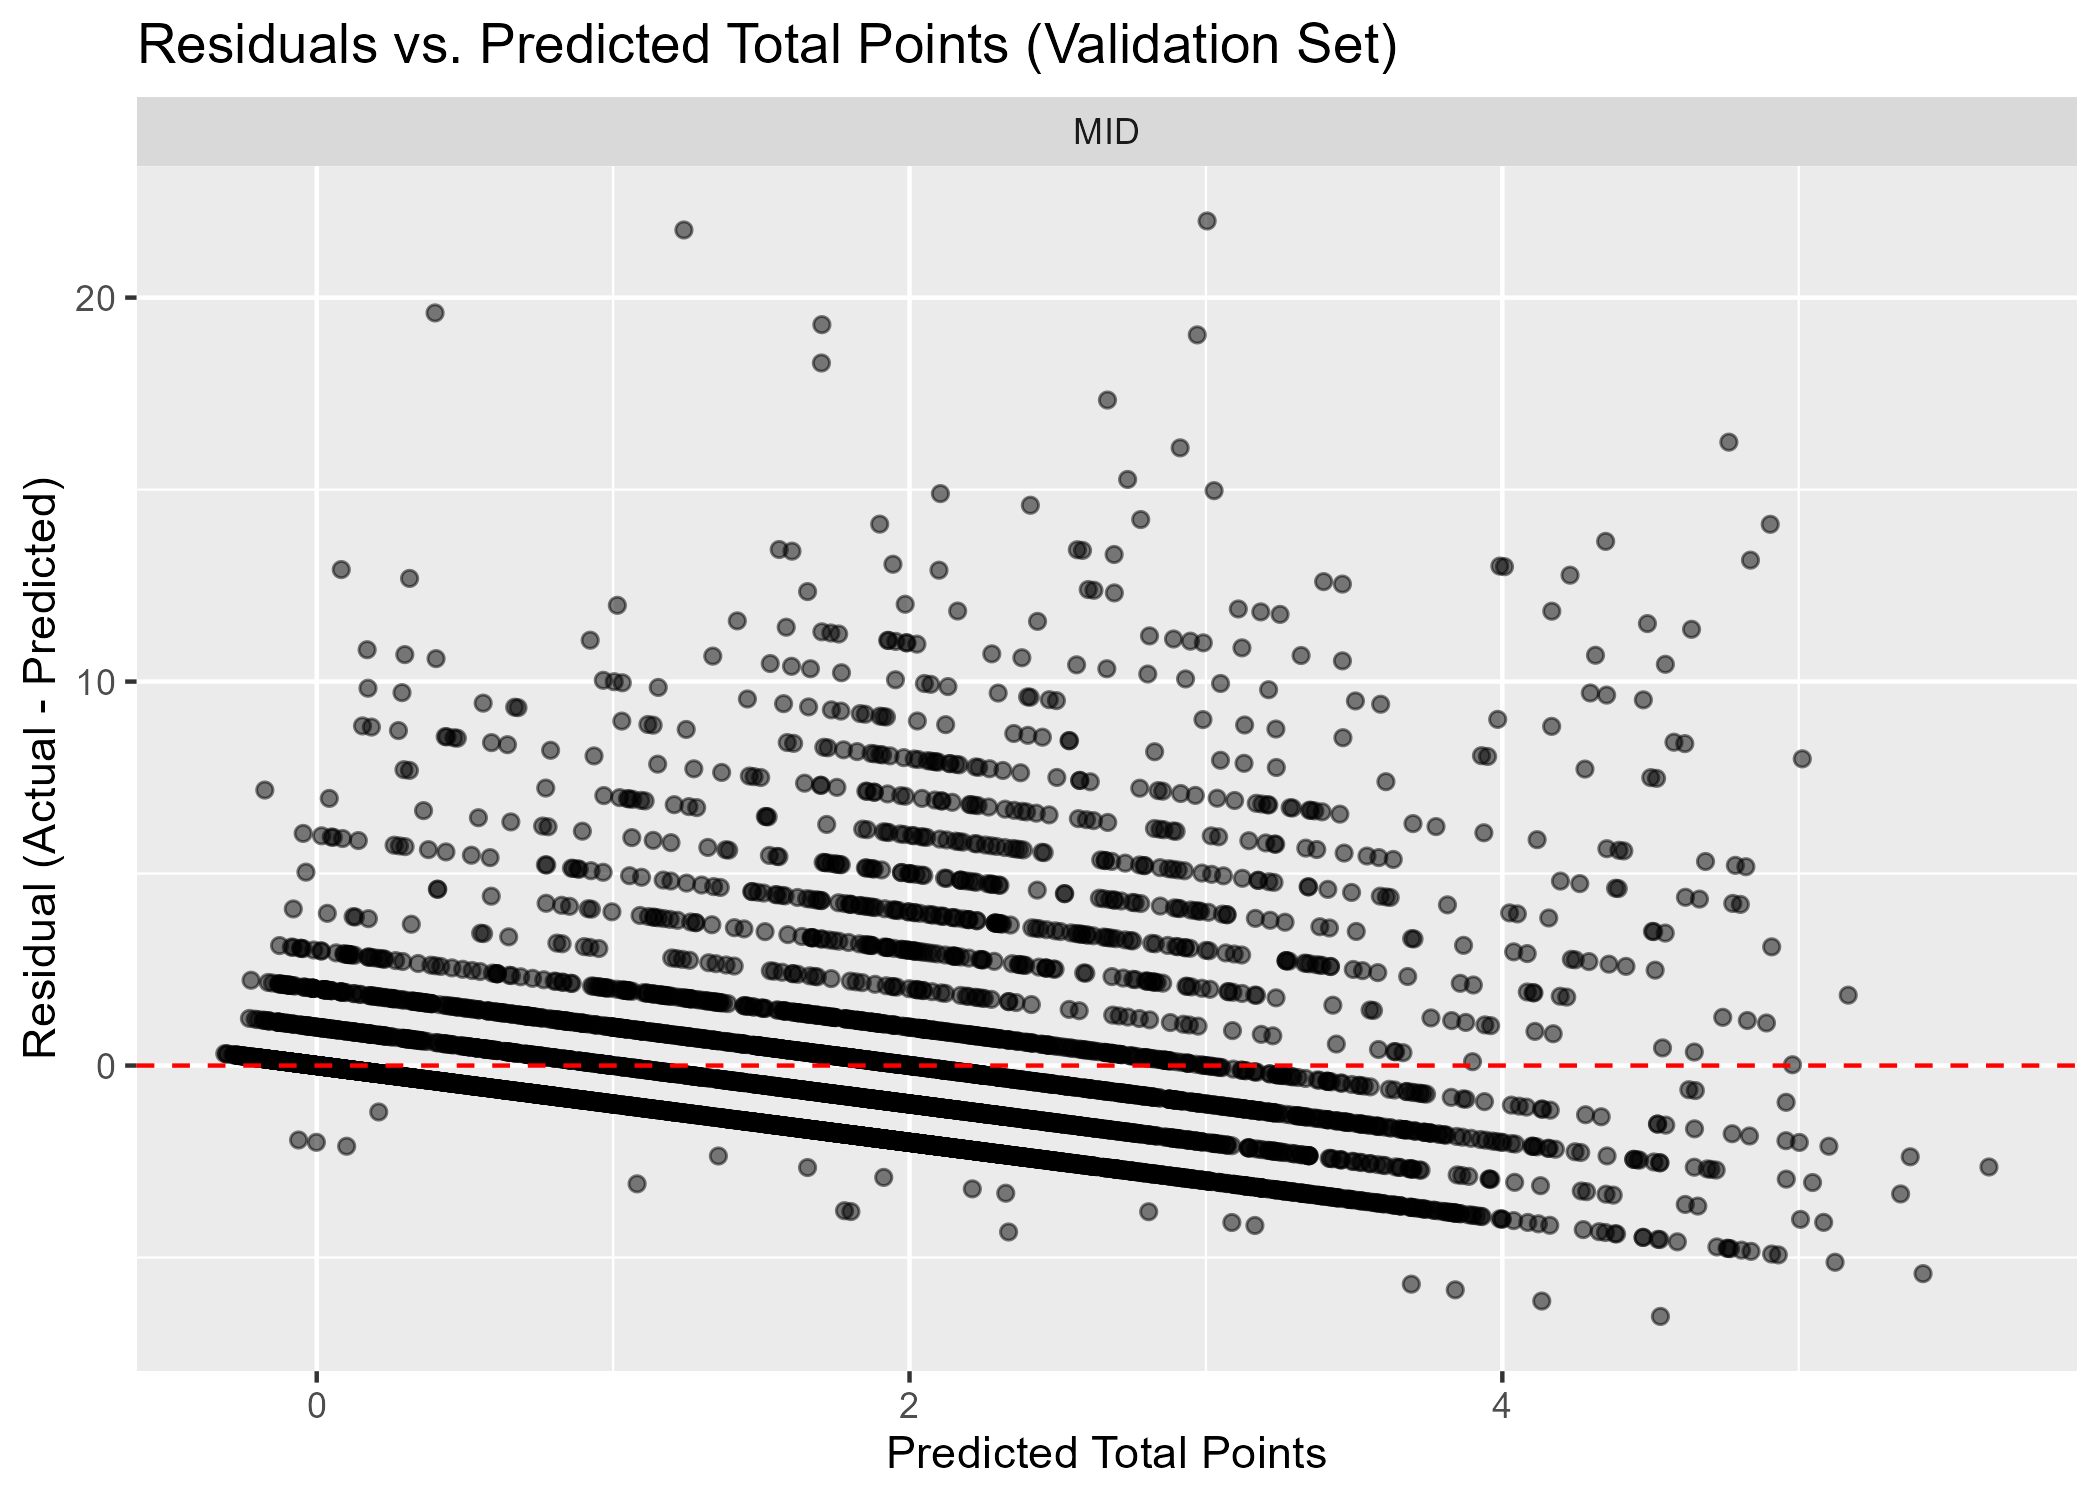 Residuals vs. Predicted Total Points (Validation Set)
MID
Residual (Actual - Predicted)
20
10
0
0 2 4
Predicted Total Points